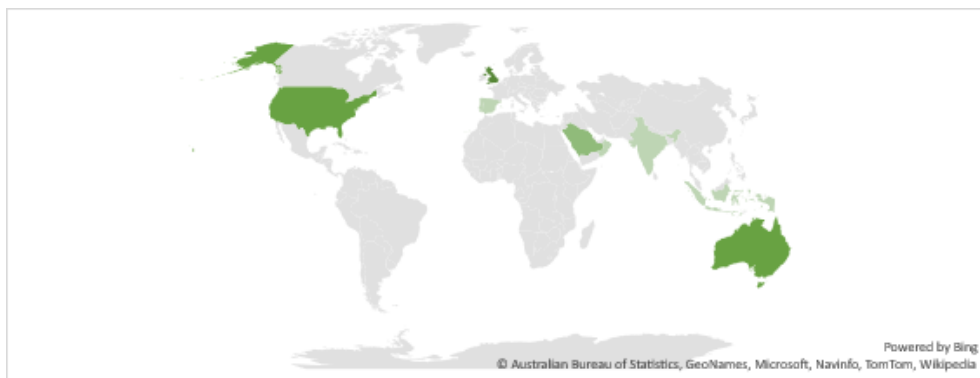 Powered by Bing
© Australian Bureau of Statistics, GeoNames, Microsoft, Navinfo, TomTom, Wikipedia